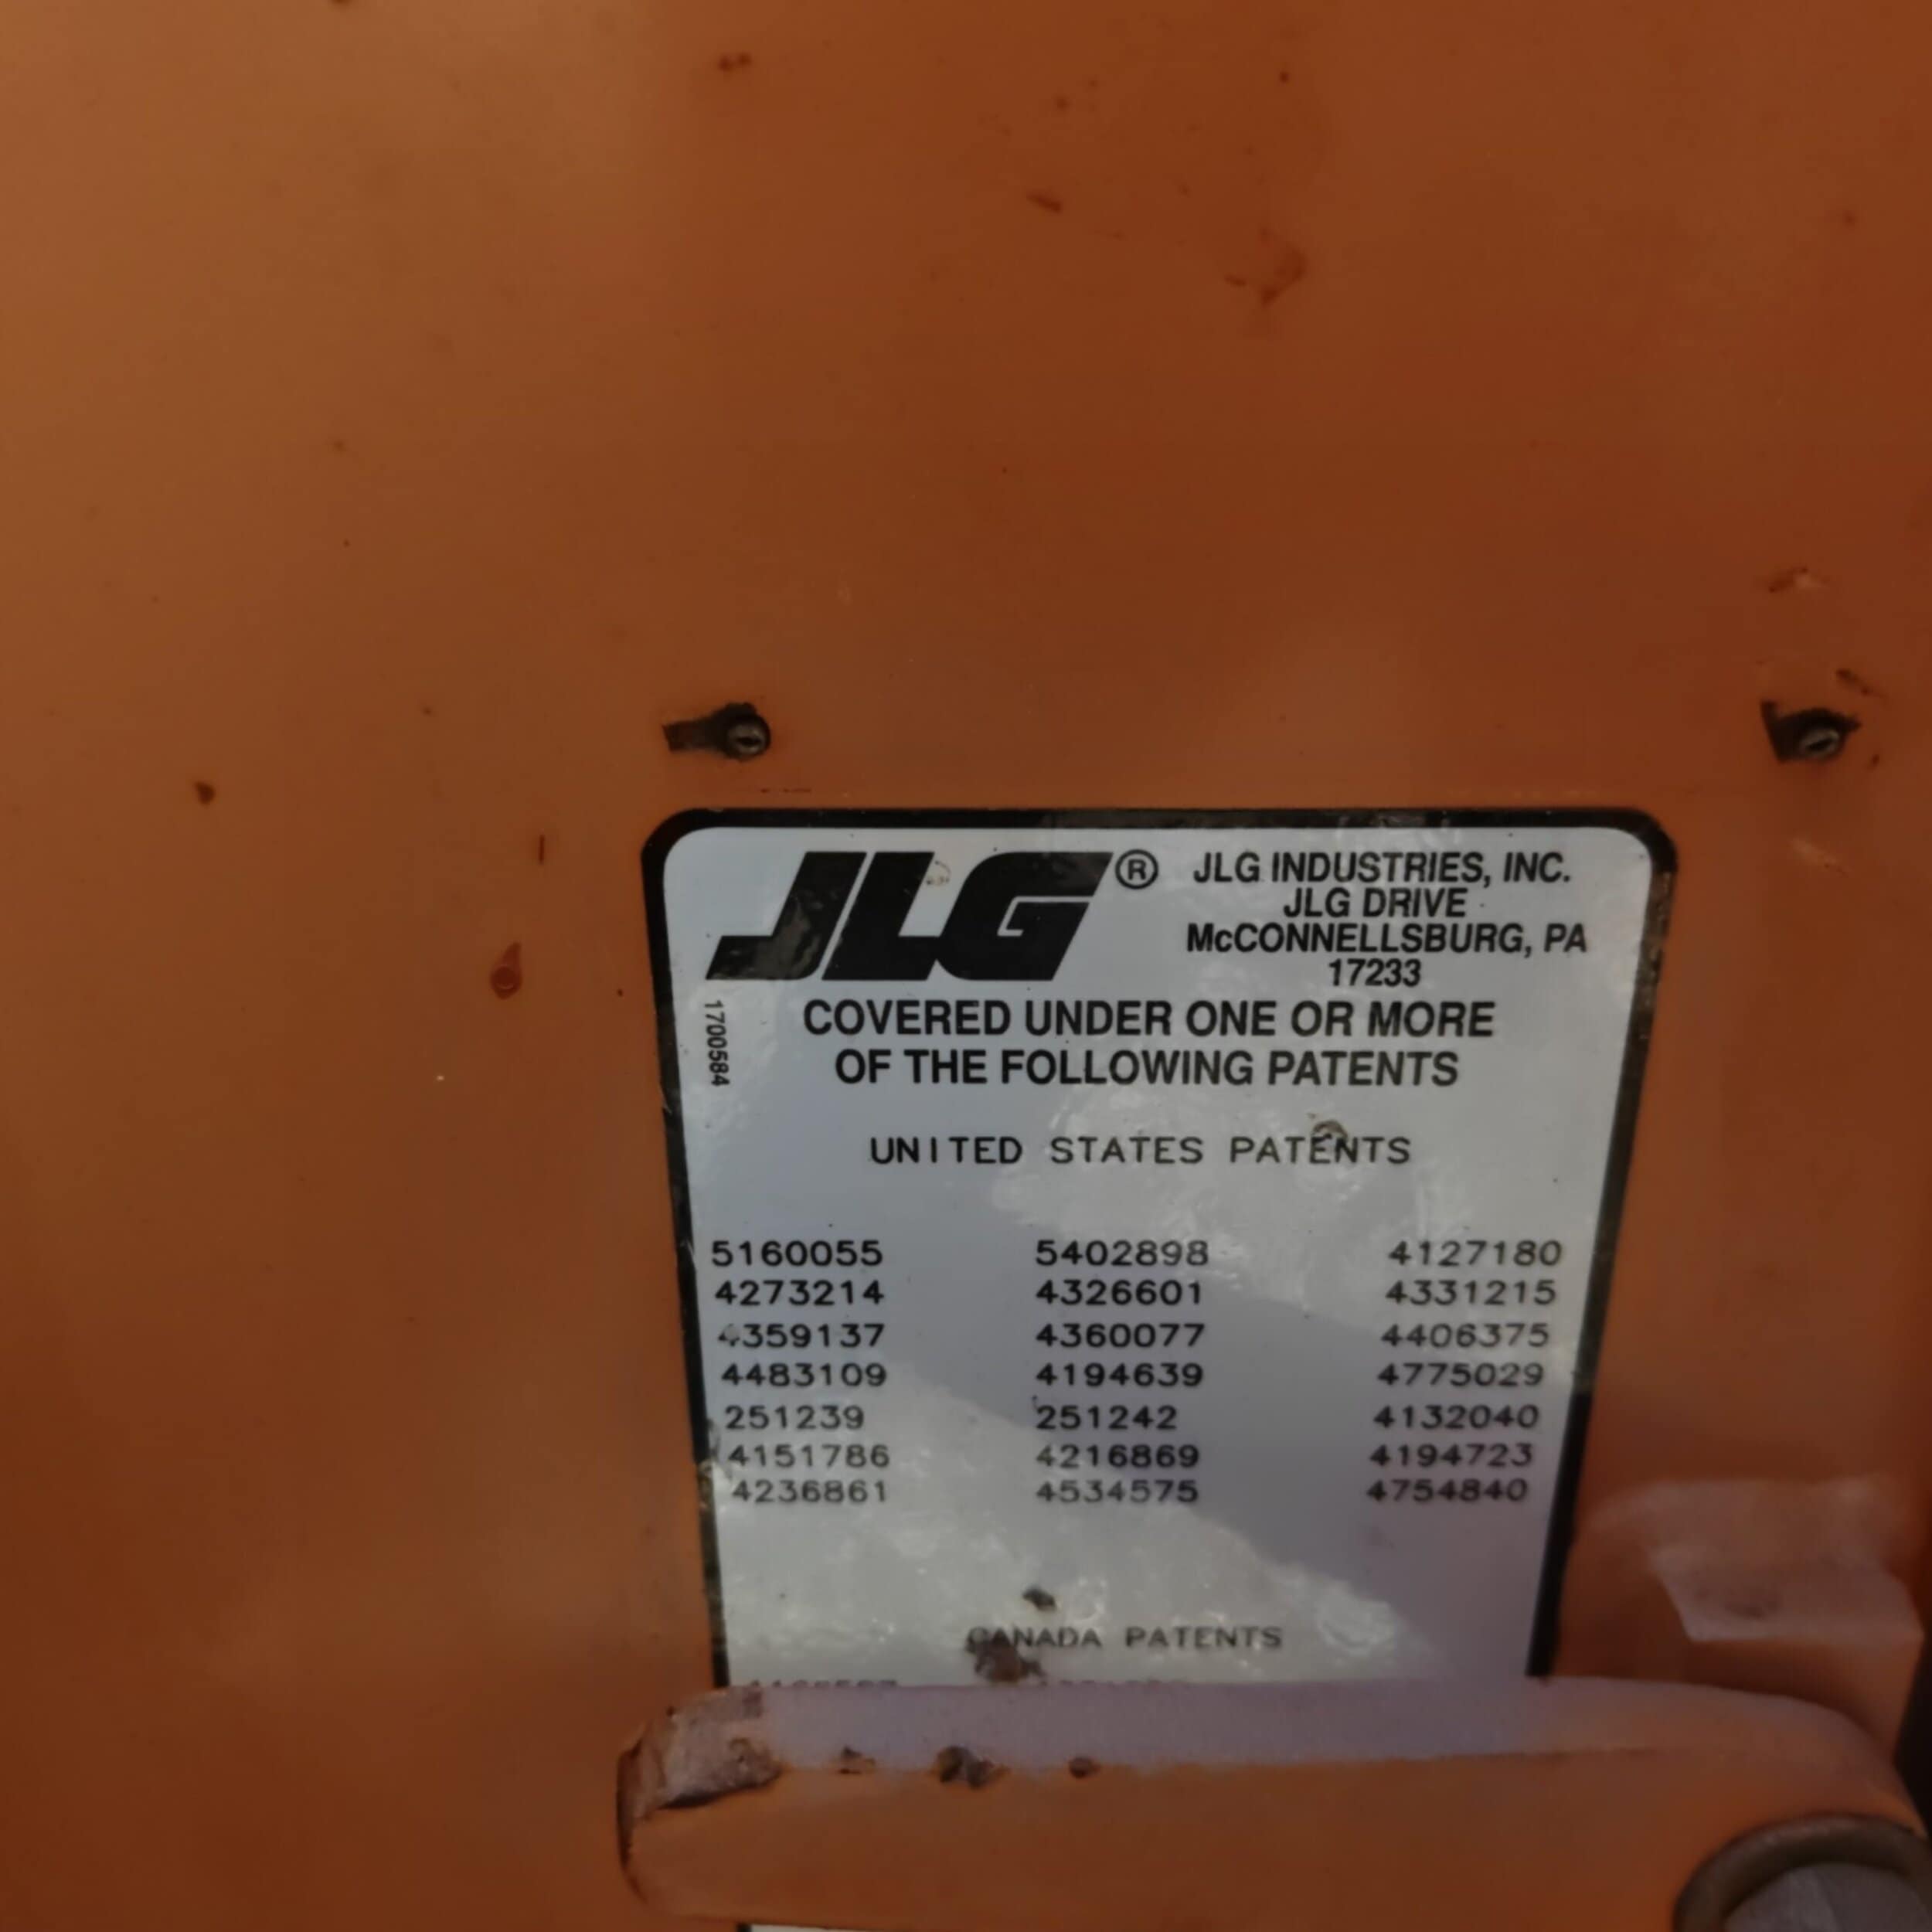 JLG® JLG INDUSTRIES, INC.
JLG DRIVE
McCONNELLSBURG, PA
17233
1700584
COVERED UNDER ONE OR MORE
OF THE FOLLOWING PATENTS
UNITED STATES PATENTS
5160055 5402898 4127180
4273214 4326601 4331215
4359137 4360077 4406375
4483109 4194639 4775029
251239 251242 4132040
4151786 4216869 4194723
4236861 4534575 4754840
CANADA PATENTS